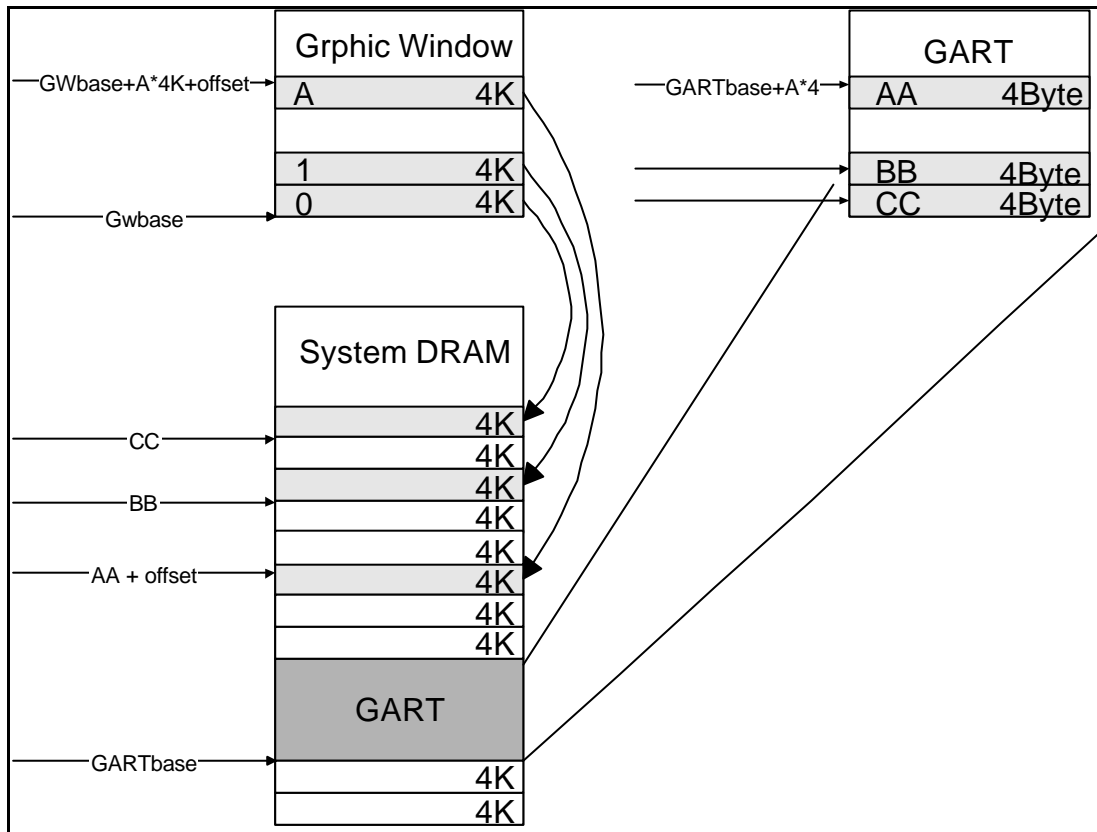 Grphic Window
GWbase+A*4K+offset
A 4K
1 4K
0 4K
Gwbase
GART
GARTbase+A*4
AA 4Byte
BB 4Byte
CC 4Byte
System DRAM
4K
CC
4K
4K
BB
4K
4K
AA + offset
4K
4K
4K
GART
GARTbase
4K
4K